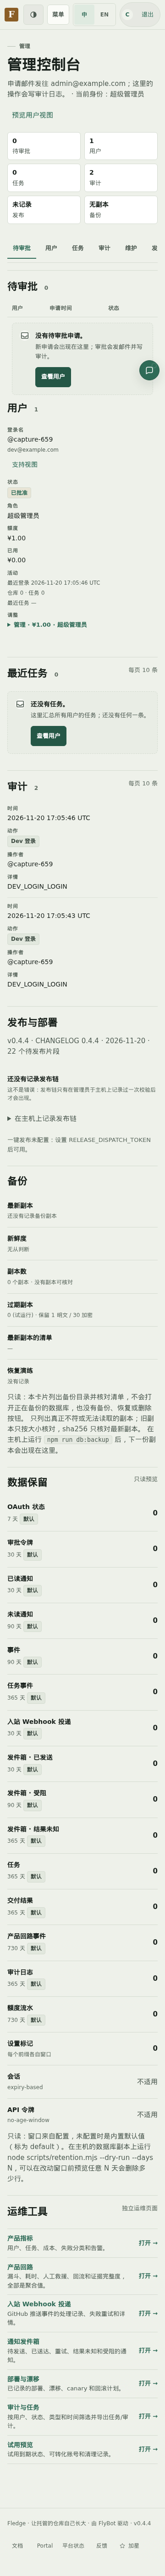 F
菜单
中
EN
C
退出
管理
管理控制台
申请邮件发往 admin@example.com；这里的
操作会写审计日志。 · 当前身份：超级管理员
预览用户视图
0
待审批
1
用户
0
任务
2
审计
未记录
发布
无副本
备份
待审批
用户
任务
审计
维护
发
待审批 0
用户 申请时间 状态
没有待审批申请。
新申请会出现在这里；审批会发邮件并写
审计。
查看用户
用户 1
登录名
@capture-659
dev@example.com
支持视图
状态
已批准
角色
超级管理员
额度
¥1.00
已用
¥0.00
活动
最近登录 2026-11-20 17:05:46 UTC
仓库 0 · 任务 0
最近任务 —
调整
▶ 管理 · ¥1.00 · 超级管理员
最近任务 0
每页 10 条
还没有任务。
这里汇总所有用户的任务；还没有任何一条。
查看用户
审计 2
每页 10 条
时间
2026-11-20 17:05:46 UTC
动作
Dev 登录
操作者
@capture-659
详情
DEV_LOGIN_LOGIN
时间
2026-11-20 17:05:43 UTC
动作
Dev 登录
操作者
@capture-659
详情
DEV_LOGIN_LOGIN
发布与部署
v0.4.4 · CHANGELOG 0.4.4 · 2026-11-20 ·
22 个待发布片段
还没有记录发布链
这不是错误：发布链只有在管理员于主机上记录过一次校验后
才会出现。
▶ 在主机上记录发布链
一键发布未配置：设置 RELEASE_DISPATCH_TOKEN
后可用。
备份
最新副本
还没有记录备份副本
新鲜度
无从判断
副本数
0 个副本 · 没有副本可核对
过期副本
0 (试运行) · 保留 1 明文 / 30 加密
最新副本的清单
—
恢复演练
没有记录
只读：本卡片列出备份目录并核对清单，不会打
开正在备份的数据库，也没有备份、恢复或删除
按钮。 只列出真正不符或无法读取的副本；旧副
本只按大小核对，sha256 只核对最新副本。 在
主机上运行 npm run db:backup 后，下一份副
本会出现在这里。
数据保留
只读预览
OAuth 状态
7 天 默认
0
审批令牌
30 天 默认
0
已读通知
30 天 默认
0
未读通知
90 天 默认
0
事件
90 天 默认
0
任务事件
365 天 默认
0
入站 Webhook 投递
30 天 默认
0
发件箱 · 已发送
30 天 默认
0
发件箱 · 受阻
90 天 默认
0
发件箱 · 结果未知
365 天 默认
0
任务
365 天 默认
0
交付结果
365 天 默认
0
产品回路事件
730 天 默认
0
审计日志
365 天 默认
0
额度流水
730 天 默认
0
设置标记
每个前缀各自窗口
0
会话
expiry-based
不适用
API 令牌
no-age-window
不适用
只读：窗口来自配置，未配置时是内置默认值
（标为 default）。在主机的数据库副本上运行
node scripts/retention.mjs --dry-run --days
N，可以在改动窗口前预览任意 N 天会删除多
少行。
运维工具
独立运维页面
产品指标
用户、任务、成本、失败分类和告警。
打开 →
产品回路
漏斗、耗时、人工救援、回流和证据完整度，
全部是聚合值。
打开 →
入站 Webhook 投递
GitHub 推送事件的处理记录、失败重试和详
情。
打开 →
通知发件箱
待发送、已送达、重试、结果未知和受阻的通
知。
打开 →
部署与漂移
已记录的部署、漂移、canary 和回滚计划。
打开 →
审计与任务
按用户、状态、类型和时间筛选并导出任务/审
计。
打开 →
试用预览
试用到期状态、可转化账号和清理记录。
打开 →
Fledge · 让托管的仓库自己长大 · 由 FlyBot 驱动 · v0.4.4
文档
Portal
平台状态
反馈
☆ 加星